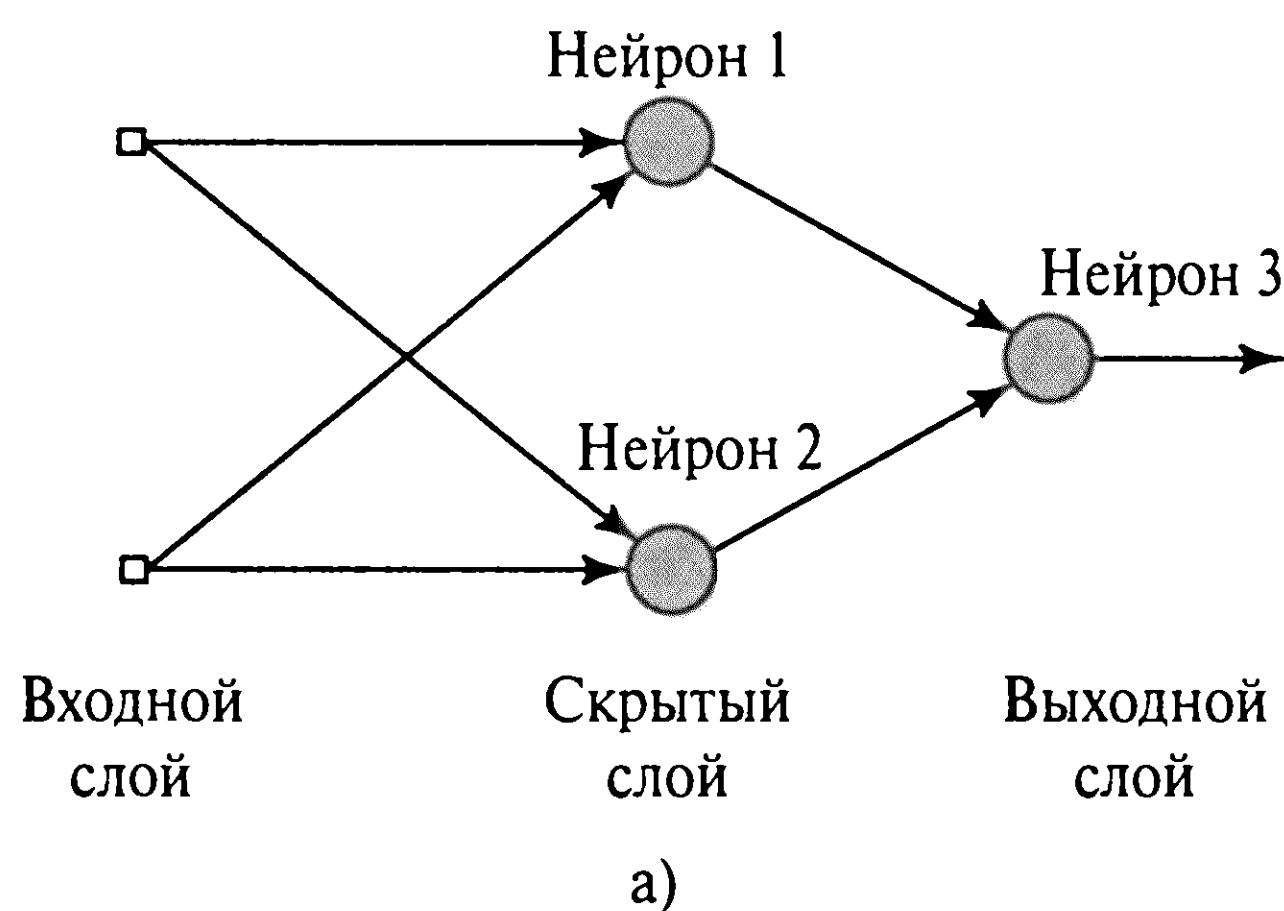 Нейрон 1
Нейрон 3
Нейрон 2
Входной
слой
Скрытый
слой
Выходной
слой
а)